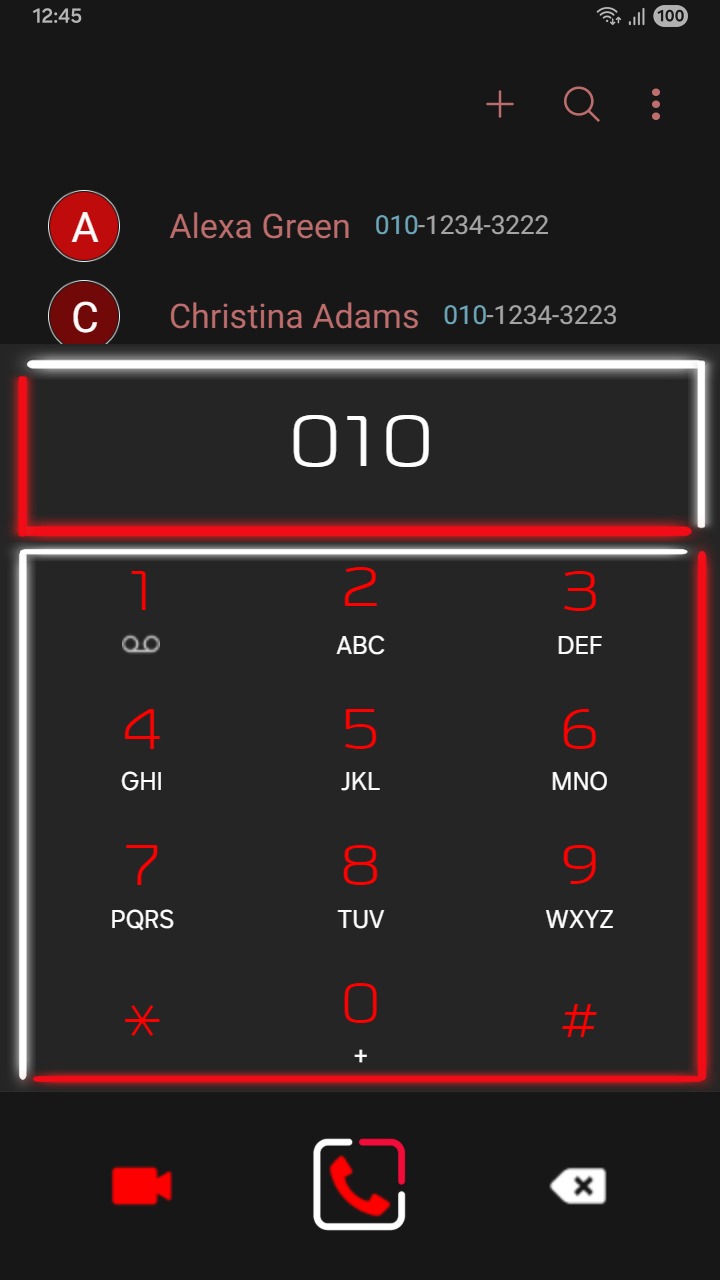 12:45 100
A Alexa Green 010-1234-3222
C Christina Adams 010-1234-3223
010
1 2 3
ABC DEF
4 5 6
GHI JKL MNO
7 8 9
PQRS TUV WXYZ
* 0 #
+